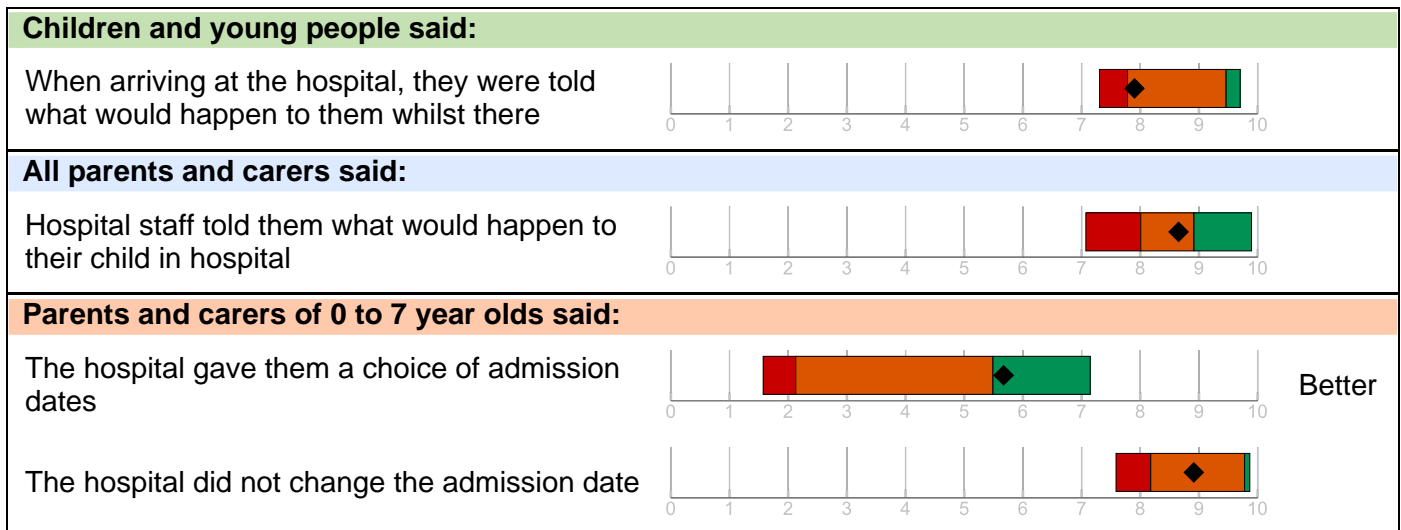 Children and young people said:
When arriving at the hospital, they were told
what would happen to them whilst there
0 1 2 3 4 5 6 7 8 9 10
All parents and carers said:
Hospital staff told them what would happen to
their child in hospital
0 1 2 3 4 5 6 7 8 9 10
Parents and carers of 0 to 7 year olds said:
The hospital gave them a choice of admission
dates
0 1 2 3 4 5 6 7 8 9 10
Better
The hospital did not change the admission date
0 1 2 3 4 5 6 7 8 9 10